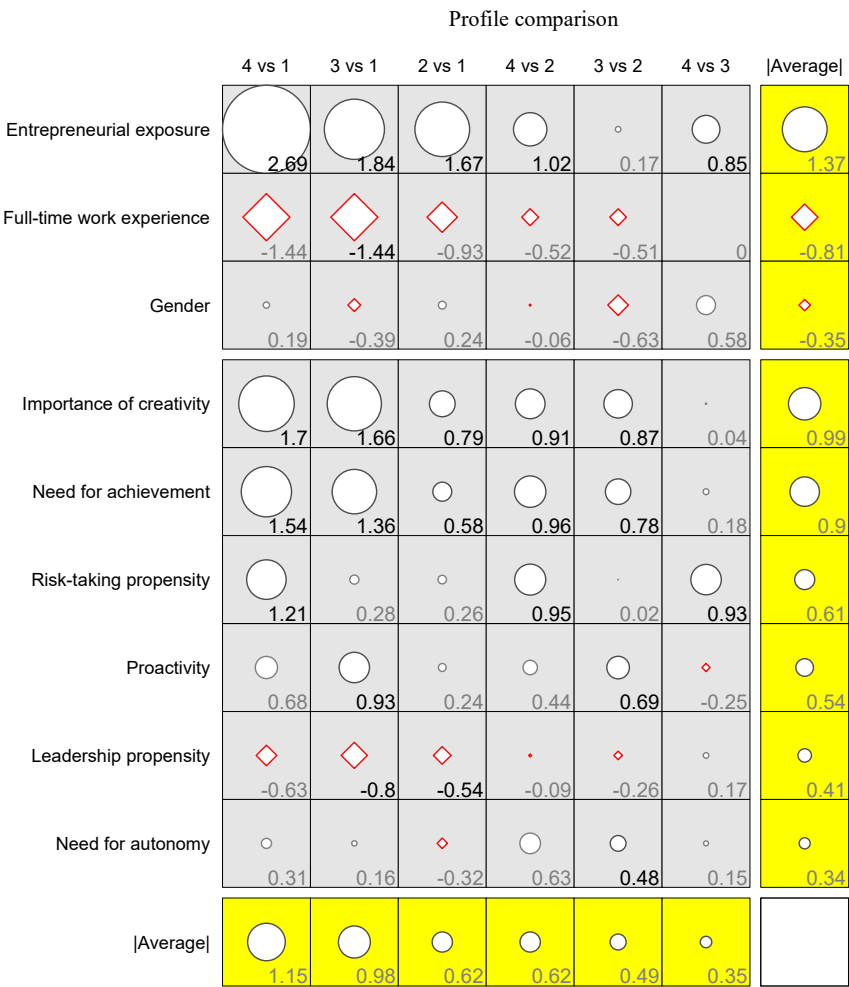 Profile comparison
4 vs 1 3 vs 1 2 vs 1 4 vs 2 3 vs 2 4 vs 3 |Average|
Entrepreneurial exposure 2.69 1.84 1.67 1.02 0.17 0.85 1.37
Full-time work experience -1.44 -1.44 -0.93 -0.52 -0.51 0 -0.81
Gender 0.19 -0.39 0.24 -0.06 -0.63 0.58 -0.35
Importance of creativity 1.7 1.66 0.79 0.91 0.87 0.04 0.99
Need for achievement 1.54 1.36 0.58 0.96 0.78 0.18 0.9
Risk-taking propensity 1.21 0.28 0.26 0.95 0.02 0.93 0.61
Proactivity 0.68 0.93 0.24 0.44 0.69 -0.25 0.54
Leadership propensity -0.63 -0.8 -0.54 -0.09 -0.26 0.17 0.41
Need for autonomy 0.31 0.16 -0.32 0.63 0.48 0.15 0.34
|Average| 1.15 0.98 0.62 0.62 0.49 0.35